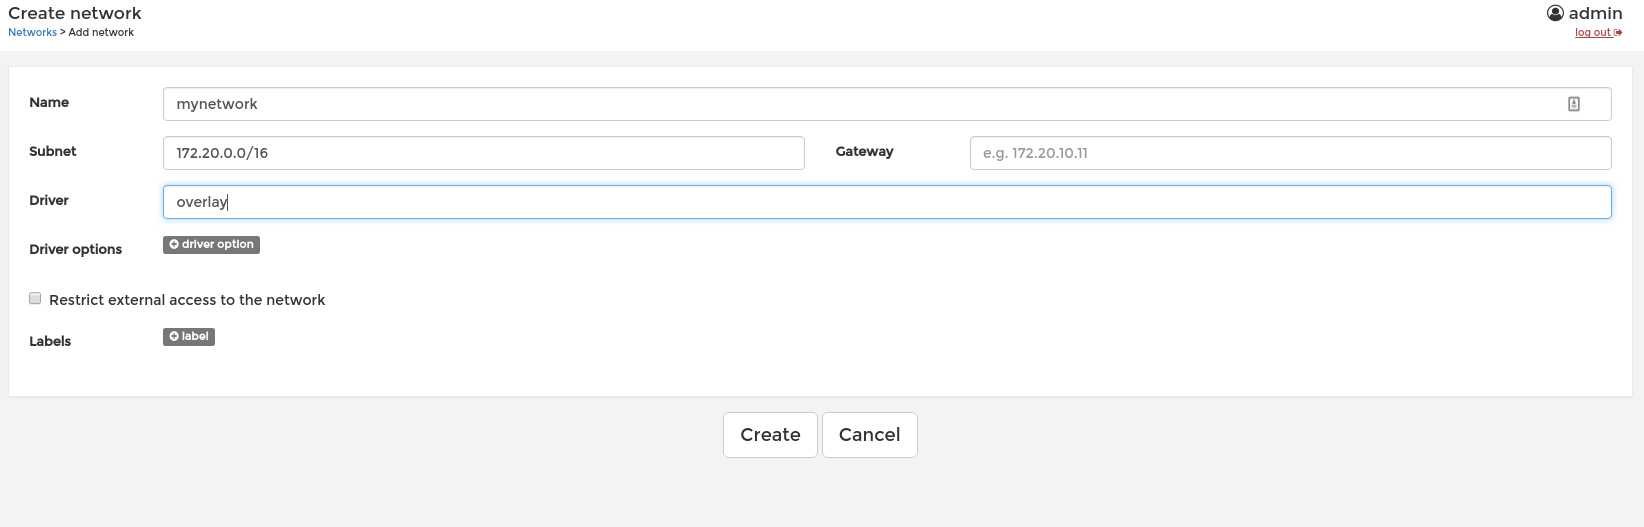 Create network
admin
Networks > Add network
log out
Name
mynetwork
Subnet
172.20.0.0/16
Gateway
e.g. 172.20.10.11
Driver
overlay
Driver options
driver option
Restrict external access to the network
Labels
label
Create
Cancel